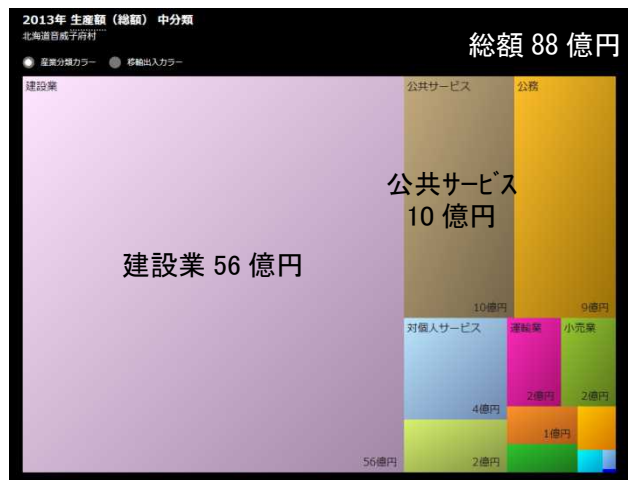 2013年 生産額（総額） 中分類
北海道音威子府村
総額 88 億円
産業分類カラー 移輸出入カラー
建設業
公共サービス
公務
公共サービス
10 億円
建設業 56 億円
10億円
9億円
対個人サービス
運輸業
小売業
4億円
2億円
2億円
1億円
56億円
2億円